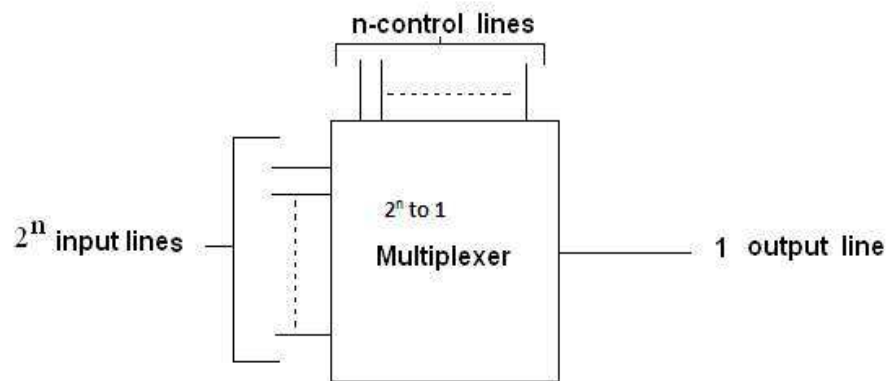 n-control lines
2ⁿ to 1
2ⁿ input lines
Multiplexer
1 output line